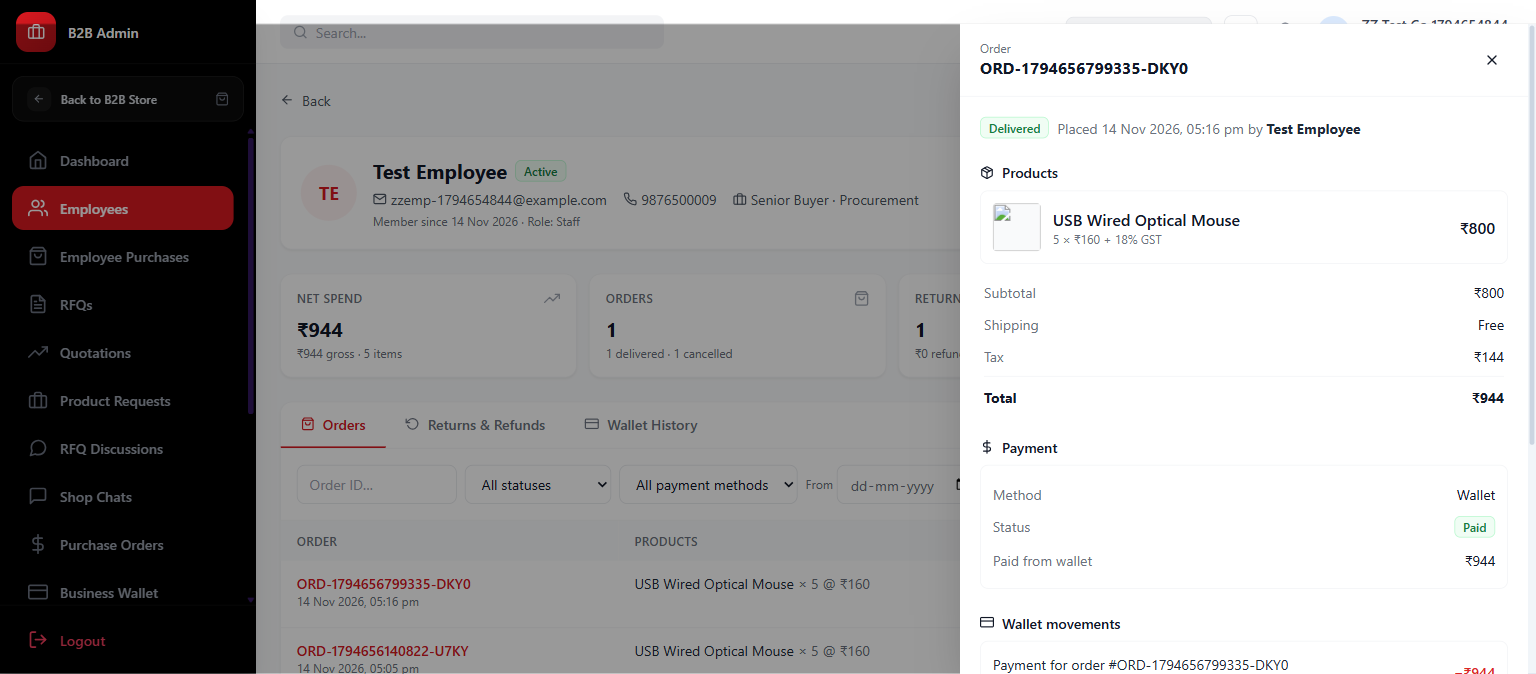 B2B Admin
Back to B2B Store
Dashboard
Employees
Employee Purchases
RFQs
Quotations
Product Requests
RFQ Discussions
Shop Chats
Purchase Orders
Business Wallet
Logout
Search...
Back
TE
Test Employee
Active
zzemp-1794654844@example.com
9876500009
Senior Buyer · Procurement
Member since 14 Nov 2026 · Role: Staff
NET SPEND
₹944
₹944 gross · 5 items
ORDERS
1
1 delivered · 1 cancelled
RETURN
1
₹0 refun
Orders
Returns & Refunds
Wallet History
Order ID...
All statuses
All payment methods
From
dd-mm-yyyy
ORDER
PRODUCTS
ORD-1794656799335-DKY0
14 Nov 2026, 05:16 pm
USB Wired Optical Mouse × 5 @ ₹160
ORD-1794656140822-U7KY
14 Nov 2026, 05:05 pm
USB Wired Optical Mouse × 5 @ ₹160
ZZ Test Co 1794654844
Order
ORD-1794656799335-DKY0
Delivered
Placed 14 Nov 2026, 05:16 pm by Test Employee
Products
USB Wired Optical Mouse
5 × ₹160 + 18% GST
₹800
Subtotal ₹800
Shipping Free
Tax ₹144
Total ₹944
Payment
Method Wallet
Status Paid
Paid from wallet ₹944
Wallet movements
Payment for order #ORD-1794656799335-DKY0
−₹944